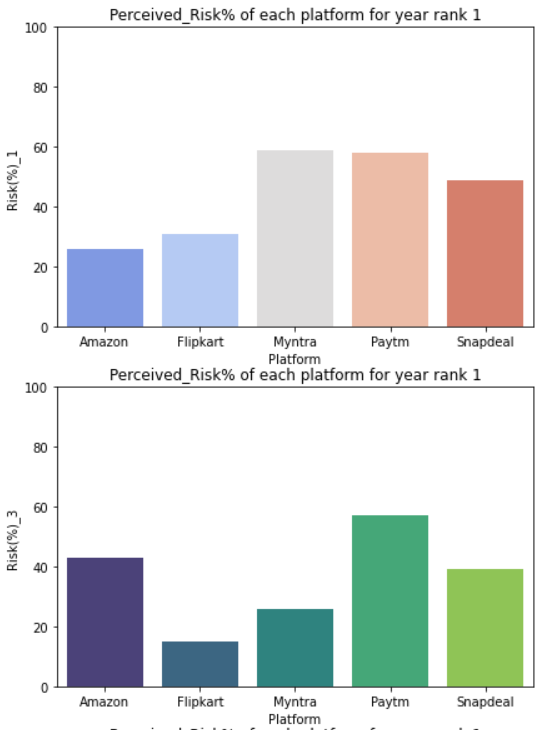 Perceived_Risk% of each platform for year rank 1
100
80
60
40
20
0
Risk(%)_1
Amazon Flipkart Myntra Paytm Snapdeal
Platform
Perceived_Risk% of each platform for year rank 1
100
80
60
40
20
0
Risk(%)_3
Amazon Flipkart Myntra Paytm Snapdeal
Platform